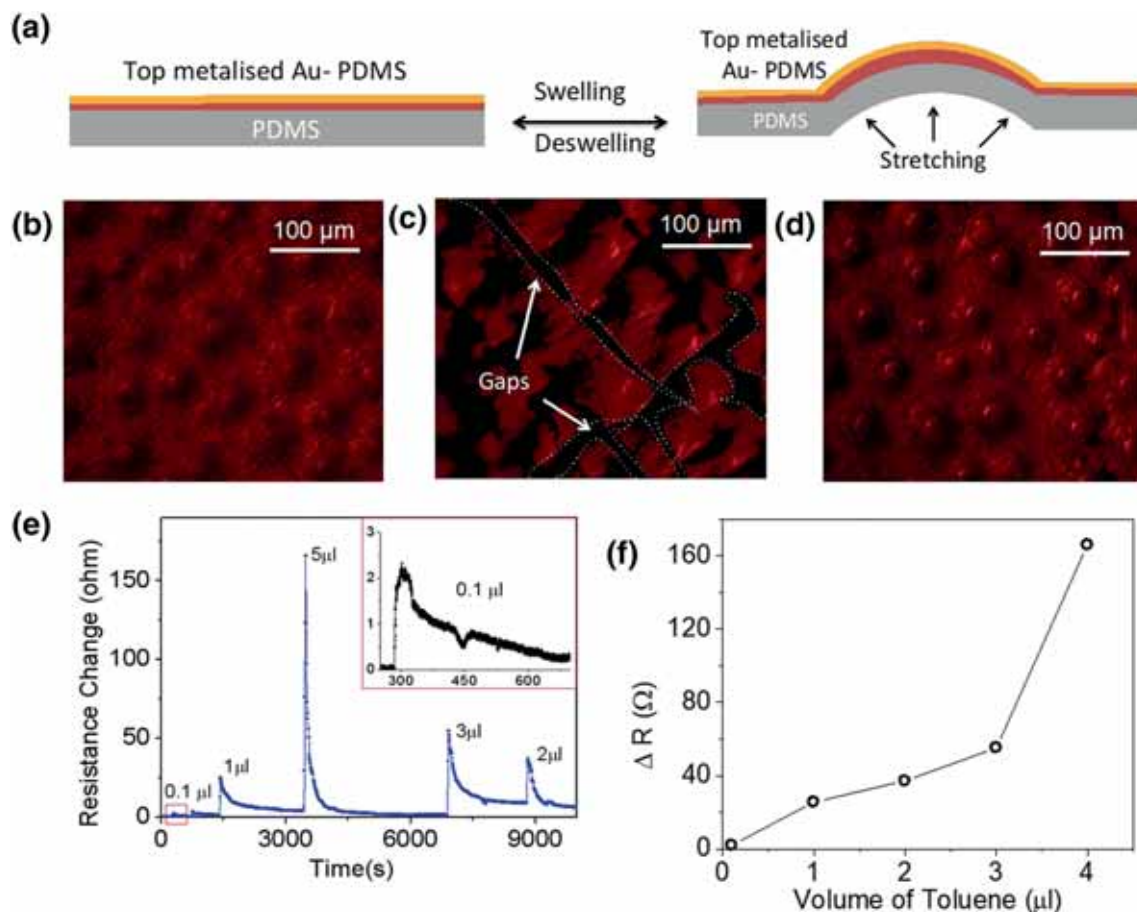 (a)
Top metalised Au- PDMS
PDMS
Swelling
Deswelling
Top metalised
Au- PDMS
PDMS
Stretching
(b)
100 µm
(c)
100 µm
Gaps
(d)
100 µm
(e)
Resistance Change (ohm)
150
100
50
0
0.1 µl
1µl
5µl
3µl
2µl
0
3000
6000
9000
Time(s)
3
2
1
0
0.1 µl
300
450
600
(f)
Δ R (Ω)
160
120
80
40
0
0
1
2
3
4
Volume of Toluene (µl)